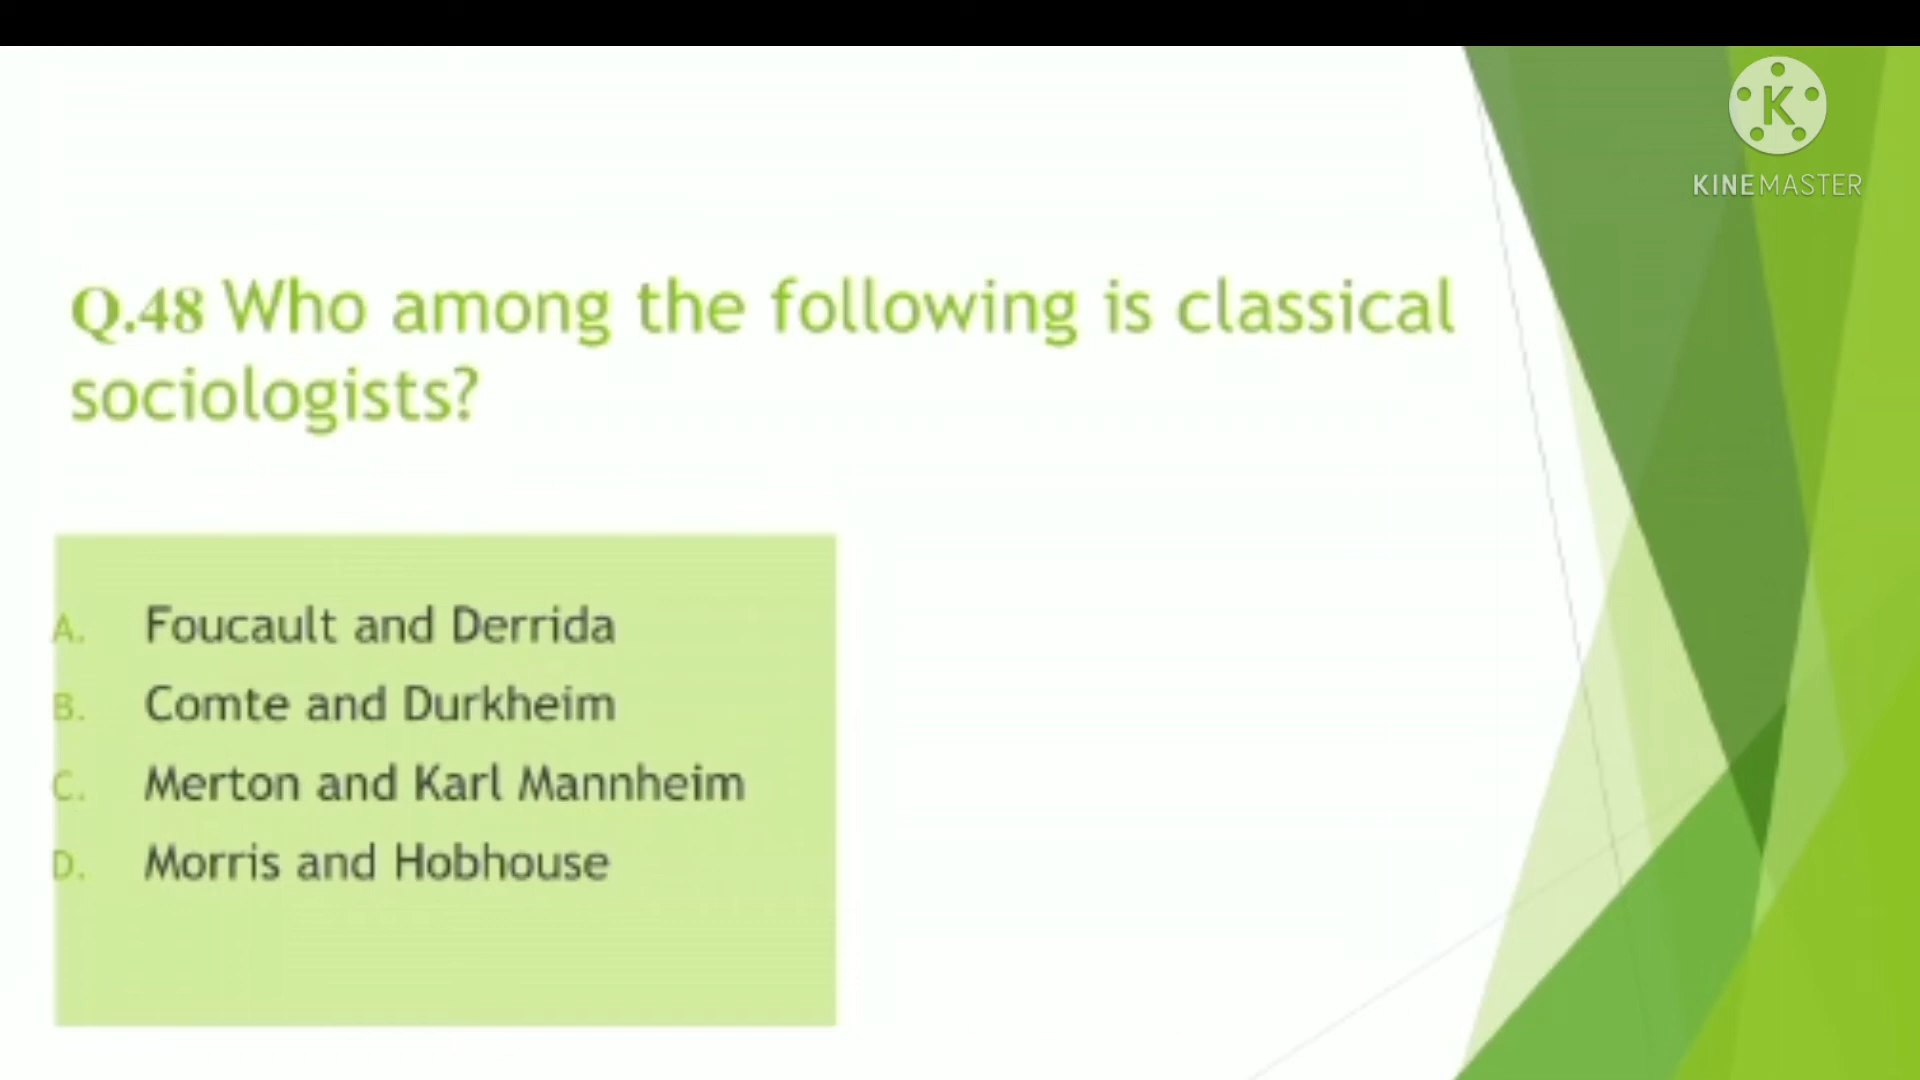 K
KINEMASTER
Q.48 Who among the following is classical
sociologists?
A. Foucault and Derrida
B. Comte and Durkheim
C. Merton and Karl Mannheim
D. Morris and Hobhouse